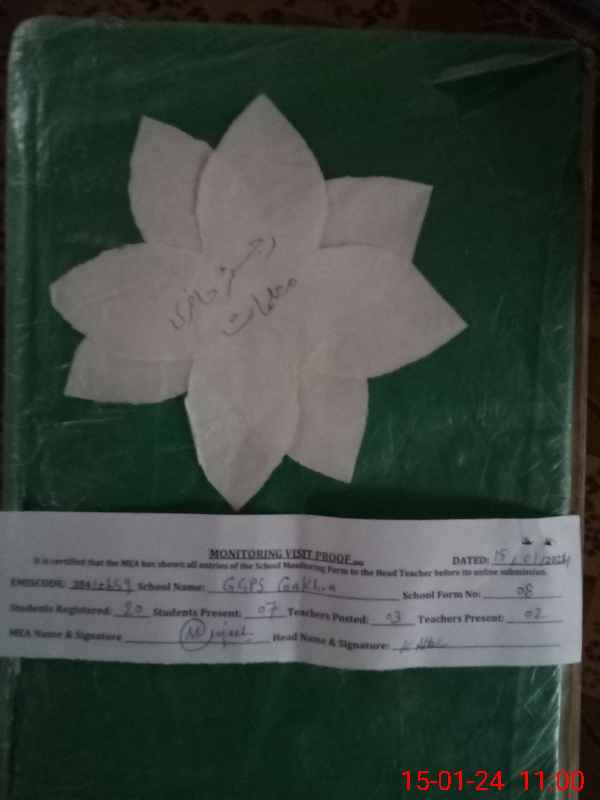 رجسٹر حاضری
معلمات
MONITORING VISIT PROOF
DATED: 15/01/2024
It is certified that the MEA has shown all entries of the School Monitoring Form to the Head Teacher before its online submission.
EMISCODE: School Name: GGPS School Form No: 08
Students Registered: 20 Students Present: 07 Teachers Posted: 03 Teachers Present: 02
MEA Name & Signature Head Name & Signature:
15-01-24 11:00